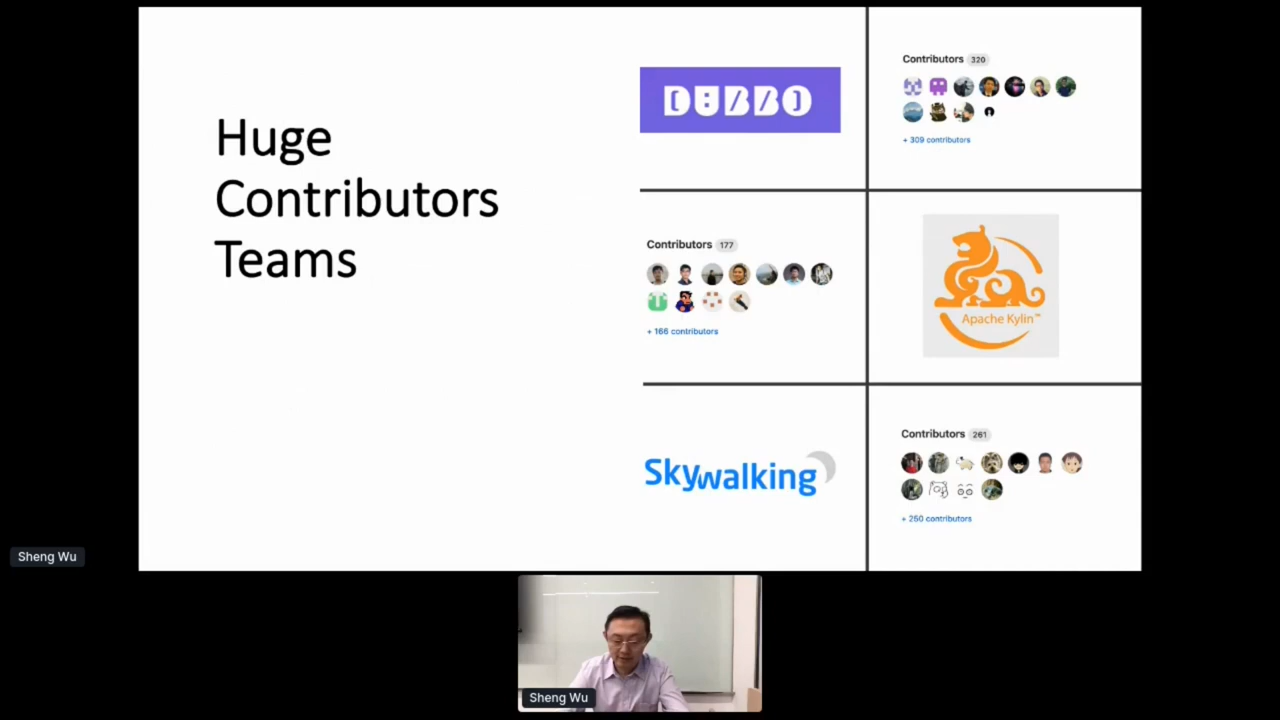 Huge
Contributors
Teams
DUBBO
Contributors 320
+ 309 contributors
Contributors 177
+ 166 contributors
Apache Kylin™
Skywalking
Contributors 261
+ 250 contributors
Sheng Wu
Sheng Wu